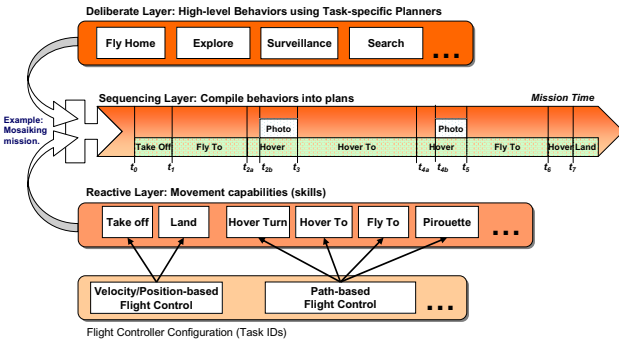 Deliberate Layer: High-level Behaviors using Task-specific Planners
Fly Home Explore Surveillance Search ...
Sequencing Layer: Compile behaviors into plans Mission Time
Example:
Mosaiking
mission.
Photo Photo
Take Off Fly To Hover Hover To Hover Fly To Hover Land
t0 t1 t2a t2b t3 t4a t4b t5 t6 t7
Reactive Layer: Movement capabilities (skills)
Take off Land Hover Turn Hover To Fly To Pirouette ...
Velocity/Position-based
Flight Control
Path-based
Flight Control
...
Flight Controller Configuration (Task IDs)